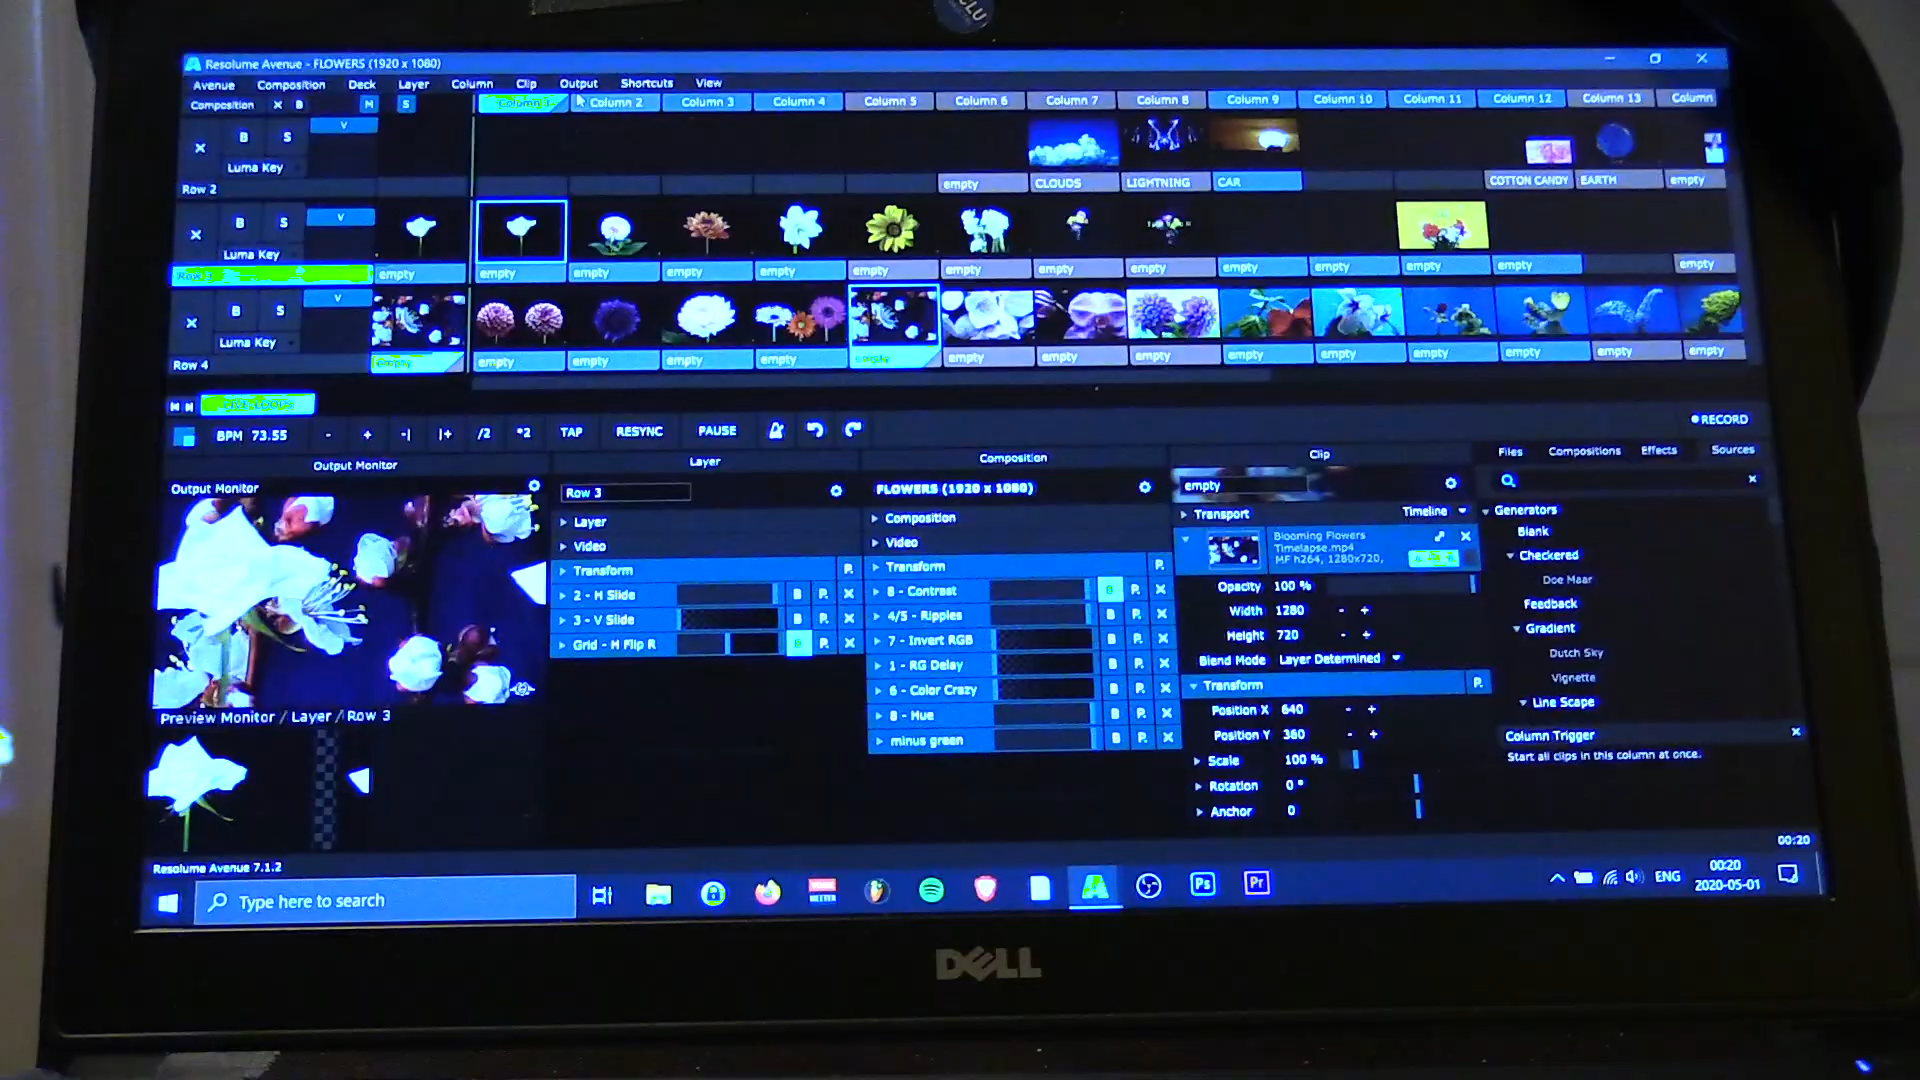 CLU
Resolume Avenue - FLOWERS (1920 x 1080)
Avenue Composition Deck Layer Column Clip Output Shortcuts View
Composition X B M S Column 2 Column 3 Column 4 Column 5 Column 6 Column 7 Column 8 Column 9 Column 10 Column 11 Column 12 Column 13 Column
X B S V
Luma Key
Row 2 empty CLOUDS LIGHTNING CAR COTTON CANDY EARTH empty
X B S V
Luma Key
empty empty empty empty empty empty empty empty empty empty empty empty empty empty
X B S V
Luma Key
Row 4 empty empty empty empty empty empty empty empty empty empty empty empty empty
BPM 73.55 - + -| |+ /2 *2 TAP RESYNC PAUSE RECORD
Output Monitor Layer Composition Clip Files Compositions Effects Sources
Output Monitor
Row 3
Layer
Video
Transform P.
2 - H Slide B P. X
3 - V Slide B P. X
Grid - H Flip R B P. X
FLOWERS (1920 x 1080)
Composition
Video
Transform P.
8 - Contrast B P. X
4/5 - Ripples B P. X
7 - Invert RGB B P. X
1 - RG Delay B P. X
6 - Color Crazy B P. X
8 - Hue B P. X
minus green B P. X
empty
Transport Timeline
Blooming Flowers
Timelapse.mp4
MF h264, 1280x720,
Opacity 100 %
Width 1280 - +
Height 720 - +
Blend Mode Layer Determined
Transform P.
Position X 640 - +
Position Y 360 - +
Scale 100 %
Rotation 0 °
Anchor 0
Generators
Blank
Checkered
Doe Maar
Feedback
Gradient
Dutch Sky
Vignette
Line Scape
Column Trigger
Start all clips in this column at once.
Preview Monitor / Layer / Row 3
00:20
Resolume Avenue 7.1.2
Type here to search
Ps
Pr
ENG
00:20
2020-05-01
DELL